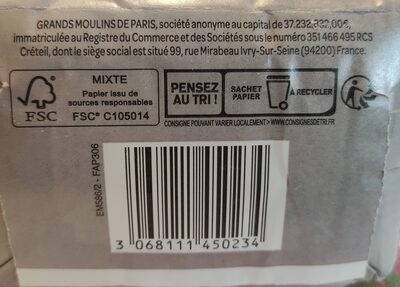 GRANDS MOULINS DE PARIS, société anonyme au capital de 37.232.932,00€,
immatriculée au Registre du Commerce et des Sociétés sous le numéro 351 466 495 RCS
Créteil, dont le siège social est situé 99, rue Mirabeau Ivry-Sur-Seine (94200) France.
FSC
MIXTE
Papier issu de
sources responsables
FSC® C105014
PENSEZ
AU TRI !
SACHET
PAPIER
À RECYCLER
CONSIGNE POUVANT VARIER LOCALEMENT > WWW.CONSIGNESDETRI.FR
EM586/2 - FAP306
3 068111 450234